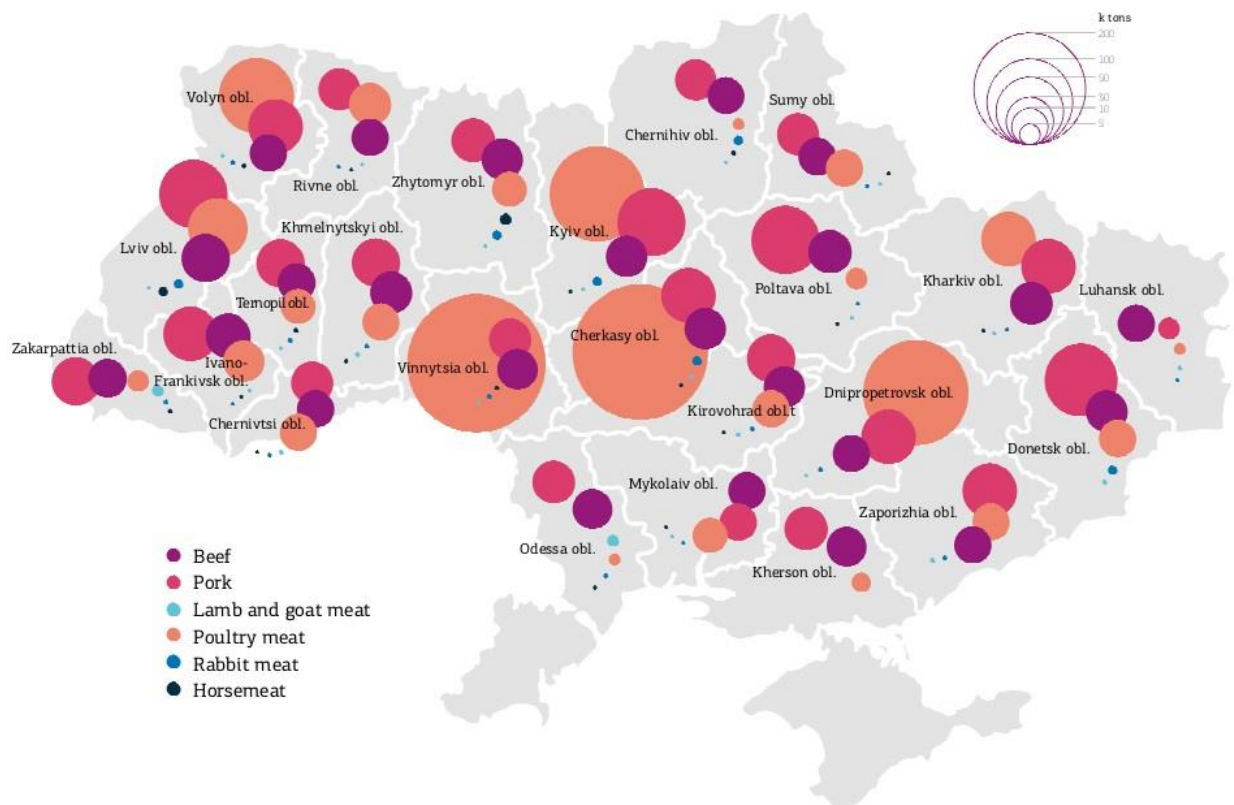 k tons
200
100
50
10
5
Volyn obl.
Rivne obl.
Zhytomyr obl.
Chernihiv obl.
Sumy obl.
Kyiv obl.
Lviv obl.
Khmelnytskyi obl.
Ternopil obl.
Poltava obl.
Kharkiv obl.
Luhansk obl.
Zakarpattia obl.
Ivano-
Frankivsk obl.
Chernivtsi obl.
Vinnytsia obl.
Cherkasy obl.
Kirovohrad obl.t
Dnipropetrovsk obl.
Donetsk obl.
Odessa obl.
Mykolaiv obl.
Kherson obl.
Zaporizhia obl.
Beef
Pork
Lamb and goat meat
Poultry meat
Rabbit meat
Horsemeat